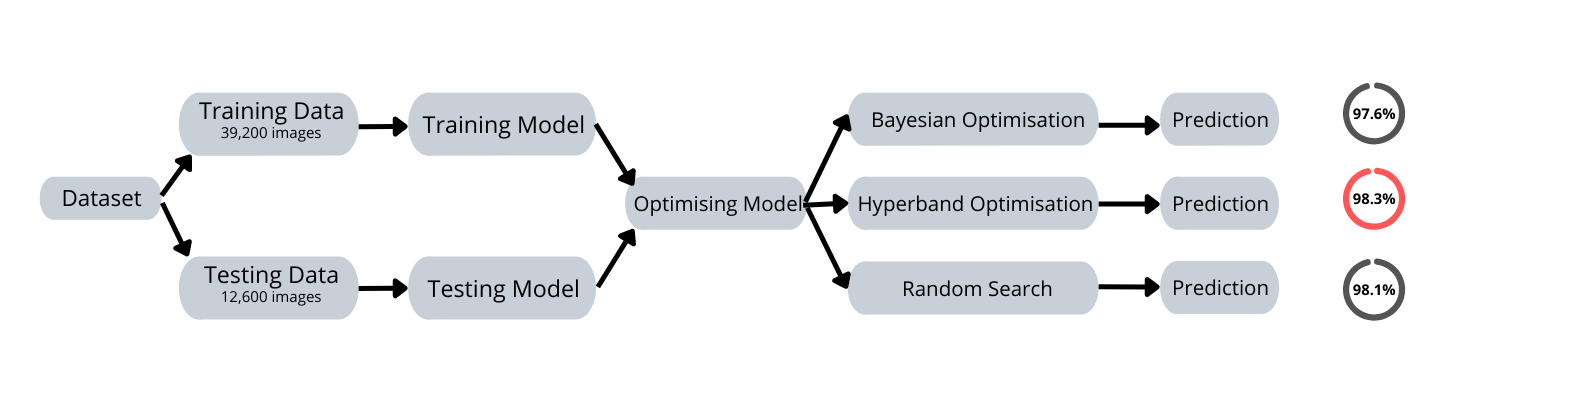 Dataset
Training Data
39,200 images
Testing Data
12,600 images
Training Model
Testing Model
Optimising Model
Bayesian Optimisation
Prediction
97.6%
Hyperband Optimisation
Prediction
98.3%
Random Search
Prediction
98.1%